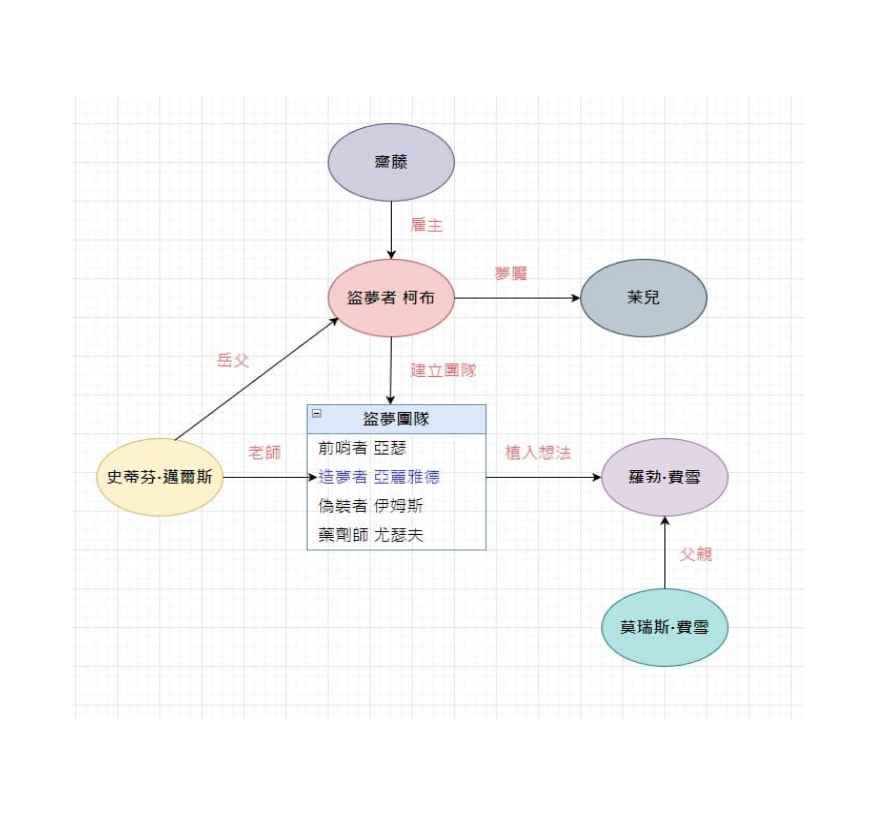 齋藤
雇主
盜夢者 柯布
夢魘
茉兒
岳父
建立團隊
盜夢團隊
前哨者 亞瑟
造夢者 亞麗雅德
偽裝者 伊姆斯
藥劑師 尤瑟夫
史蒂芬·邁爾斯
老師
植入想法
羅勃·費雪
父親
莫瑞斯·費雪